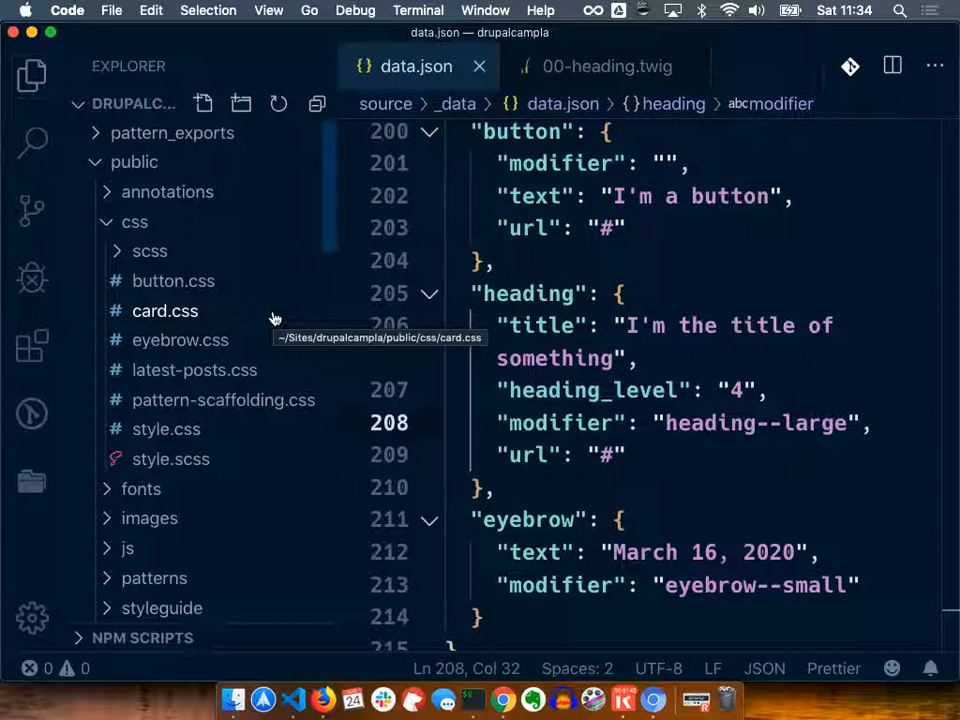 Code File Edit Selection View Go Debug Terminal Window Help Sat 11:34
data.json — drupalcampla
EXPLORER
{} data.json
00-heading.twig
DRUPALC...
source _data {} data.json {} heading abc modifier
pattern_exports
public
annotations
css
scss
# button.css
# card.css
# eyebrow.css
# latest-posts.css
# pattern-scaffolding.css
# style.css
style.scss
fonts
images
js
patterns
styleguide
NPM SCRIPTS
~/Sites/drupalcampla/public/css/card.css
200 "button": {
201 "modifier": "",
202 "text": "I'm a button",
203 "url": "#"
204 },
205 "heading": {
206 "title": "I'm the title of
something",
207 "heading_level": "4",
208 "modifier": "heading--large",
209 "url": "#"
210 },
211 "eyebrow": {
212 "text": "March 16, 2020",
213 "modifier": "eyebrow--small"
214 }
215 }
0 0 Ln 208, Col 32 Spaces: 2 UTF-8 LF JSON Prettier
24